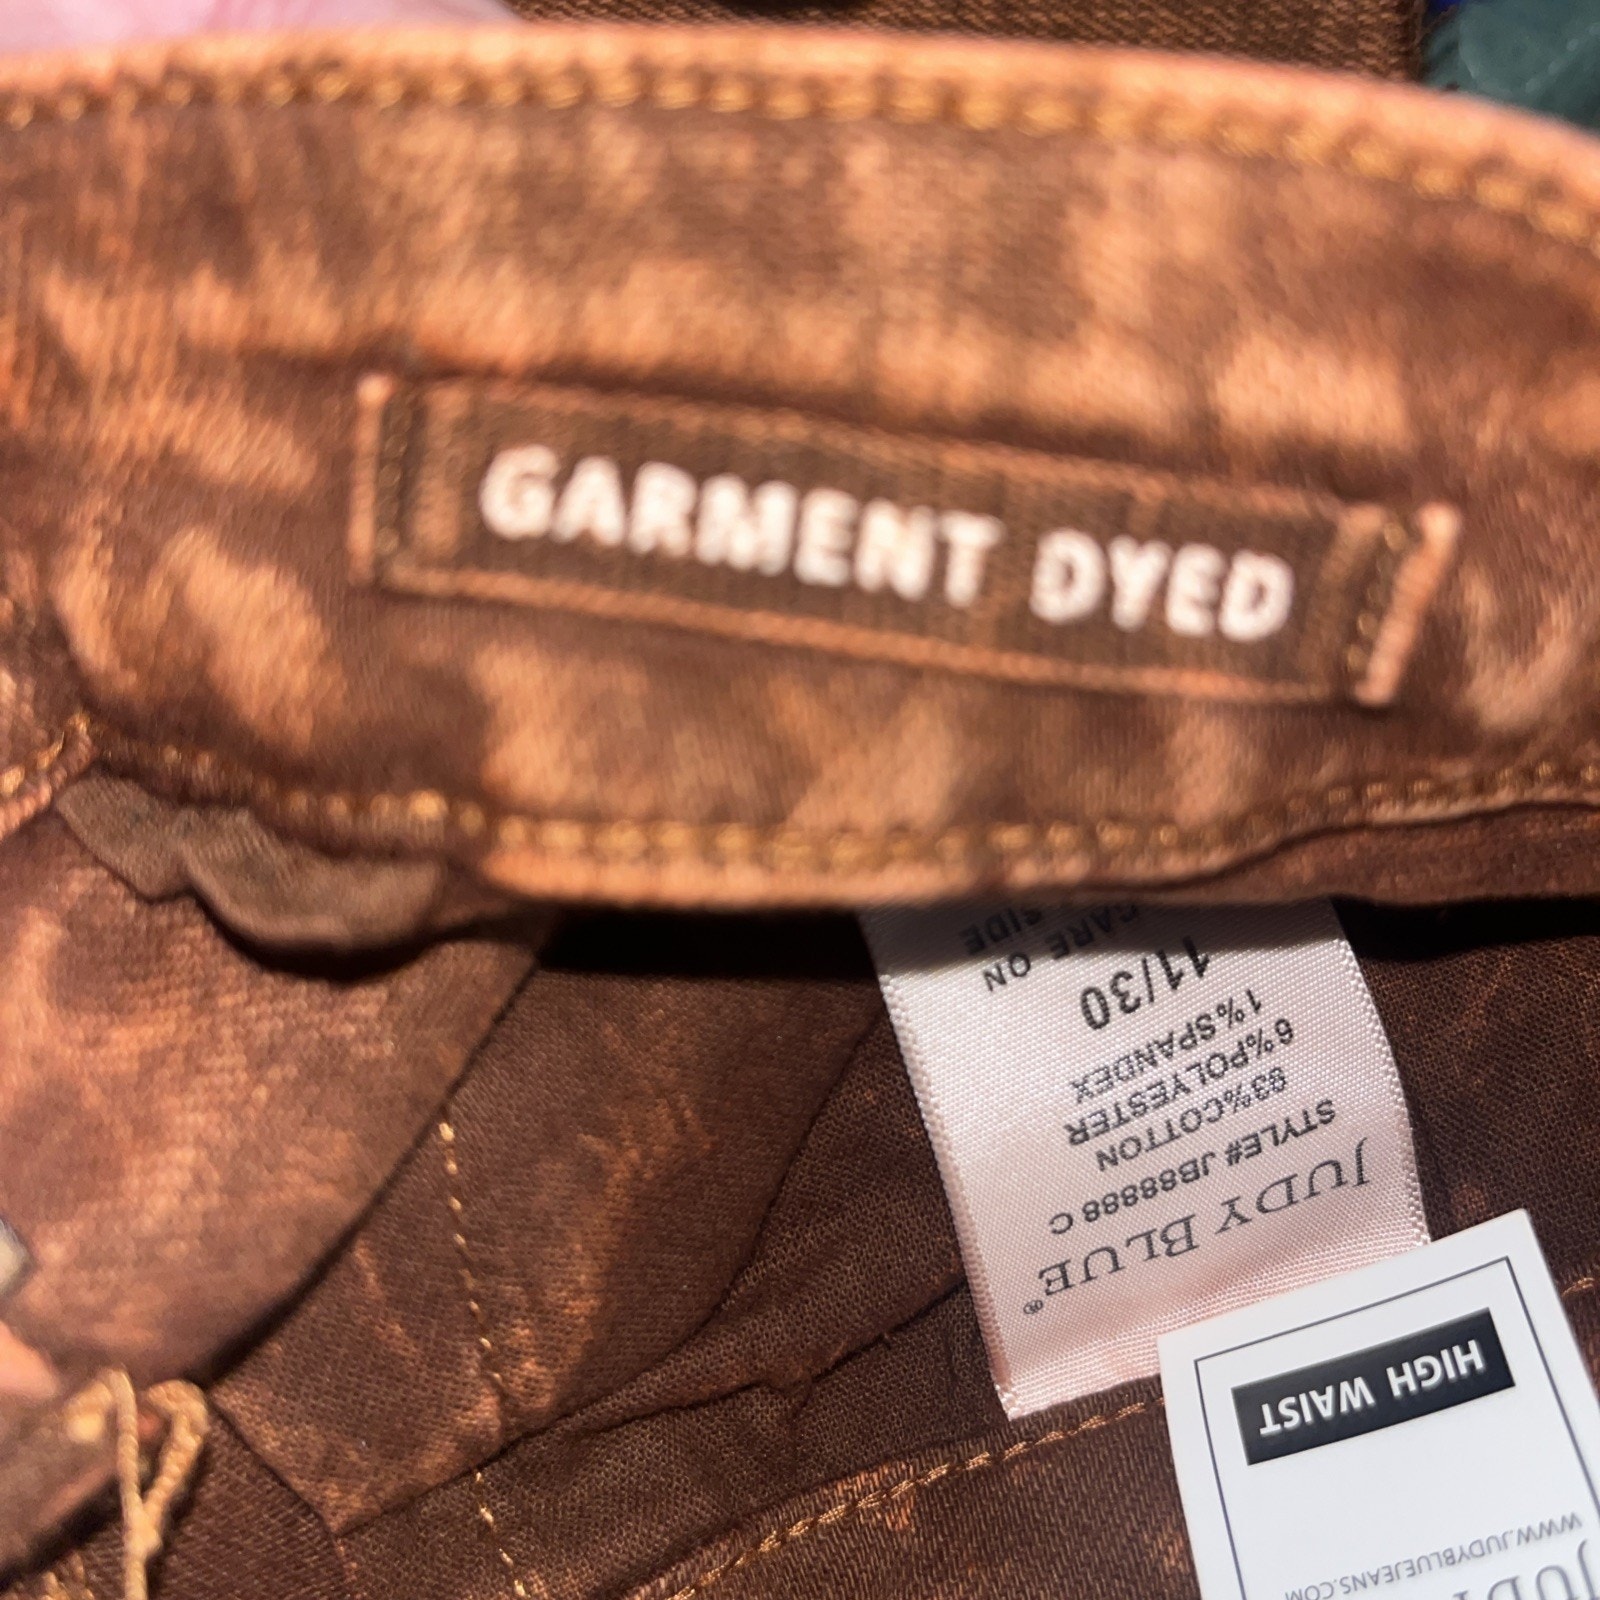 GARMENT DYED
JUDY BLUE®
STYLE# JB88888 C
93%COTTON
6%POLYESTER
1%SPANDEX
11/30
CARE ON
SIDE
HIGH WAIST
WWW.JUDYBLUEJEANS.COM